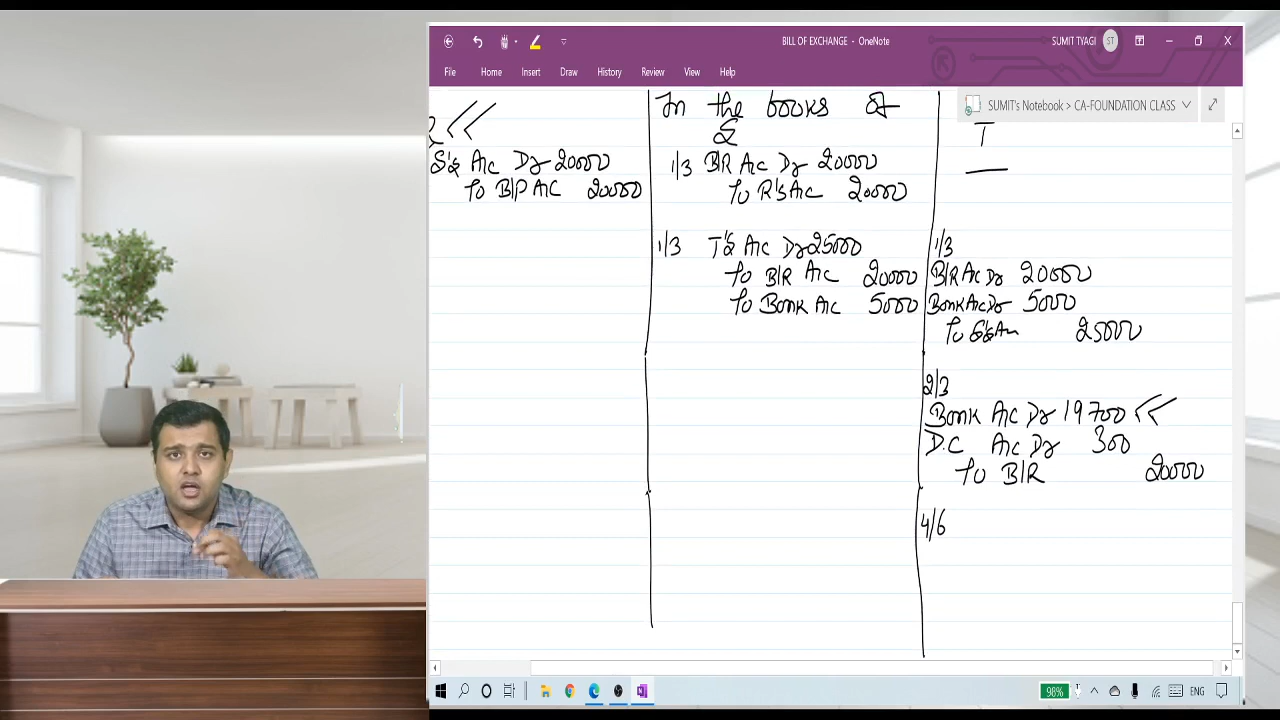 BILL OF EXCHANGE - OneNote
SUMIT TYAGI
ST
File Home Insert Draw History Review View Help
SUMIT's Notebook > CA-FOUNDATION CLASS
S's A/c Dr 20000
To B/P A/C 20000
In the books of
S
1/3 B/R A/c Dr 20000
To R's A/c 20000
1/3 T's A/c Dr 25000
To B/R A/c 20000
To Bank A/c 5000
T
1/3
B/R A/c Dr 20000
Bank A/c Dr 5000
To S's A/c 25000
2/3
Bank A/c Dr 19700
D.C A/c Dr 300
To B/R 20000
4/6
98%
ENG